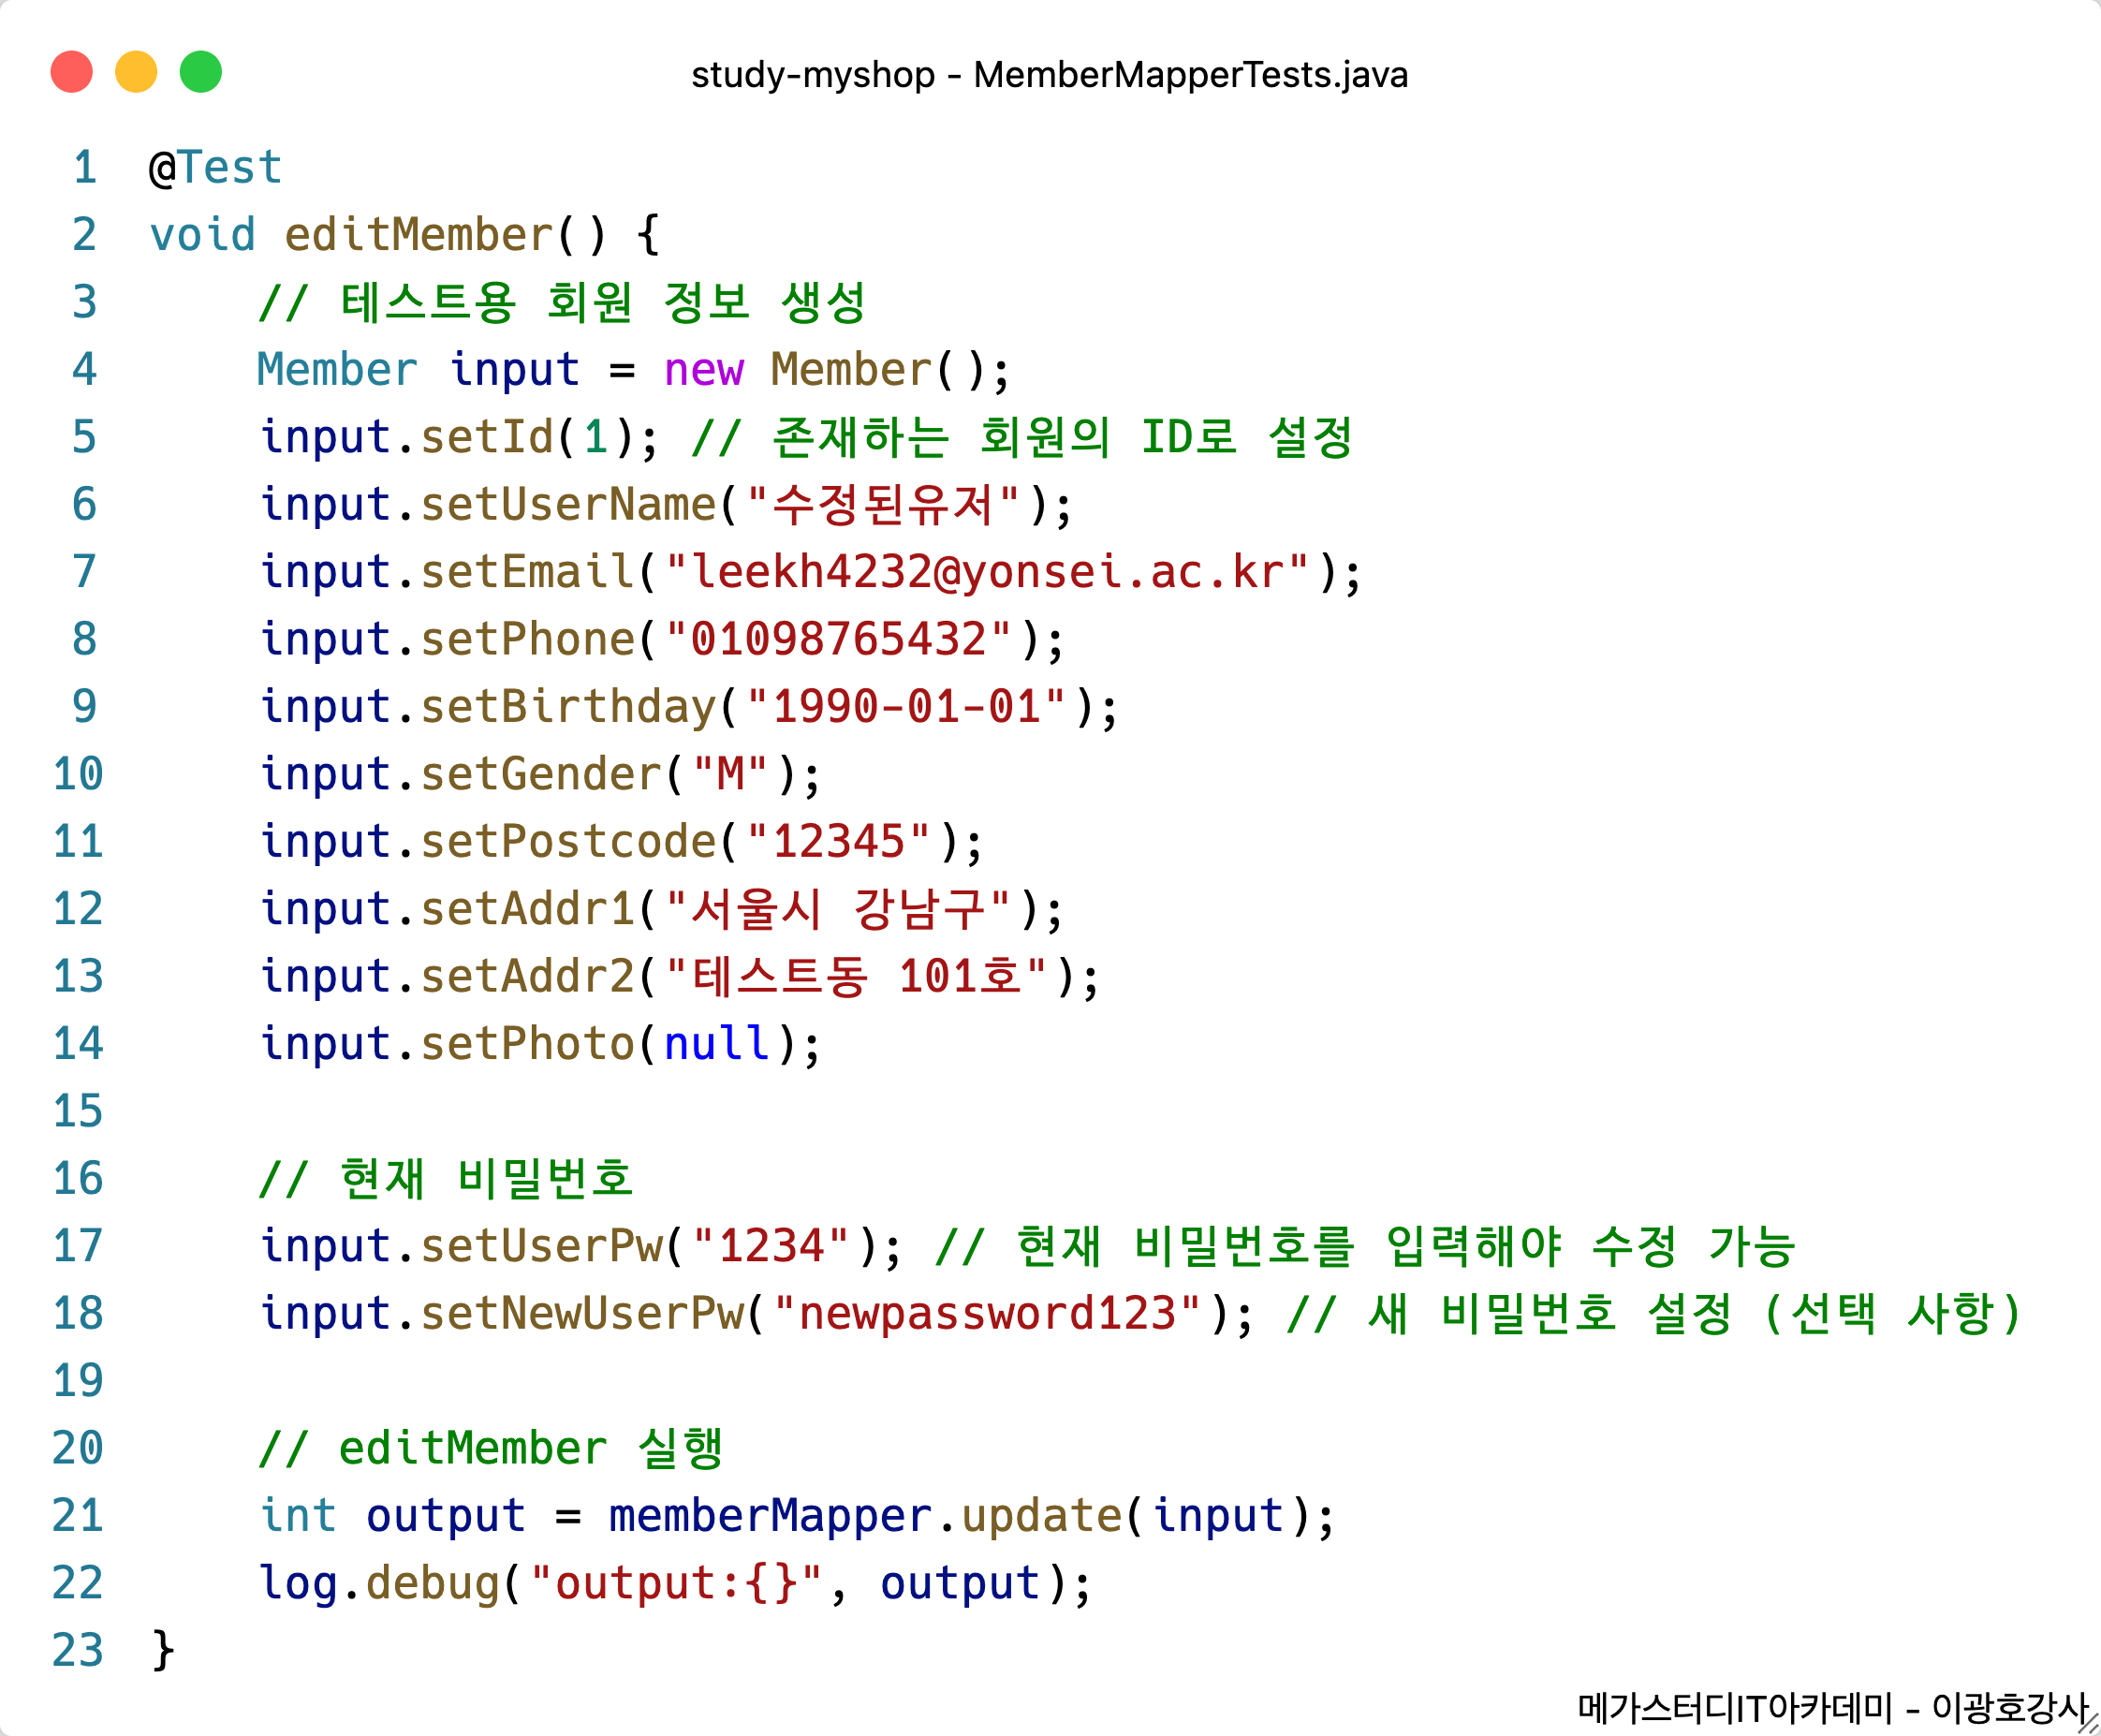 study-myshop - MemberMapperTests.java
1 @Test
2 void editMember() {
3     // 테스트용 회원 정보 생성
4     Member input = new Member();
5     input.setId(1); // 존재하는 회원의 ID로 설정
6     input.setUserName("수정된유저");
7     input.setEmail("leekh4232@yonsei.ac.kr");
8     input.setPhone("01098765432");
9     input.setBirthday("1990-01-01");
10     input.setGender("M");
11     input.setPostcode("12345");
12     input.setAddr1("서울시 강남구");
13     input.setAddr2("테스트동 101호");
14     input.setPhoto(null);
15
16     // 현재 비밀번호
17     input.setUserPw("1234"); // 현재 비밀번호를 입력해야 수정 가능
18     input.setNewUserPw("newpassword123"); // 새 비밀번호 설정 (선택 사항)
19
20     // editMember 실행
21     int output = memberMapper.update(input);
22     log.debug("output:{}", output);
23 }
메가스터디IT아카데미 - 이광호강사